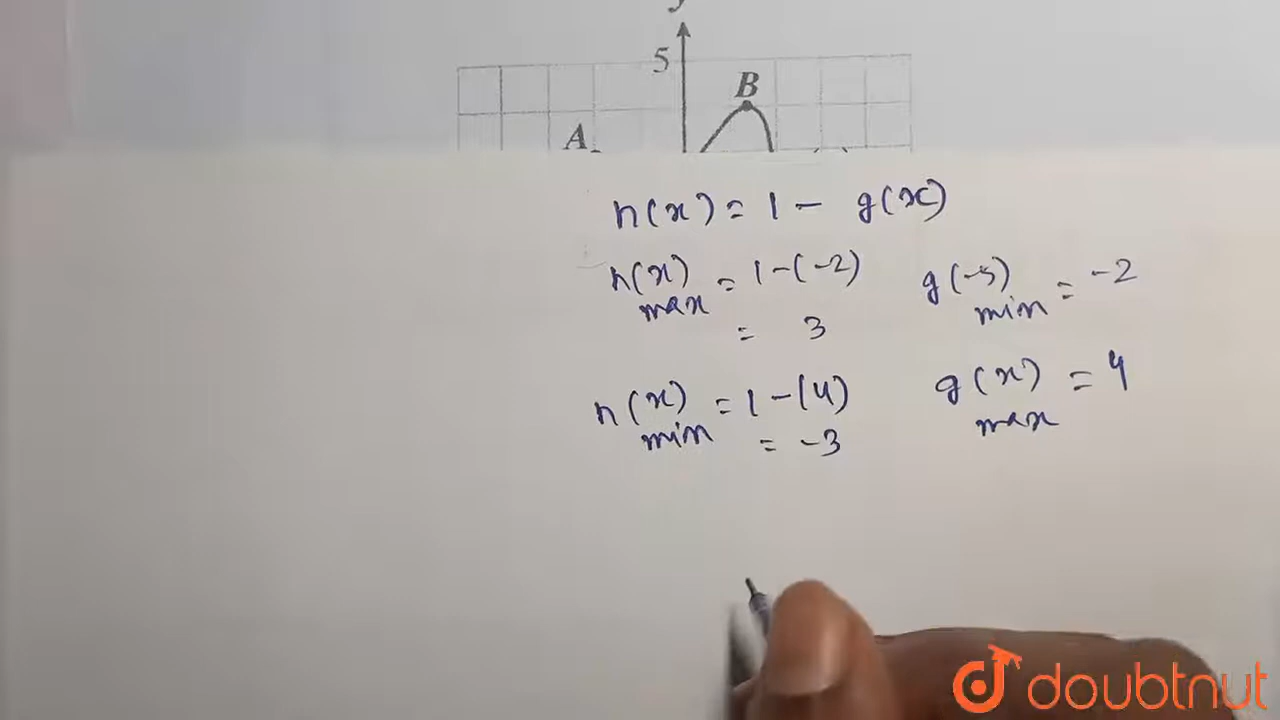 y
5
B
A
n(x) = 1 - g(x)
n(x) max = 1-(-2) g(-5) min = -2
= 3
n(x) min = 1-(4) g(x) max = 4
= -3
doubtnut